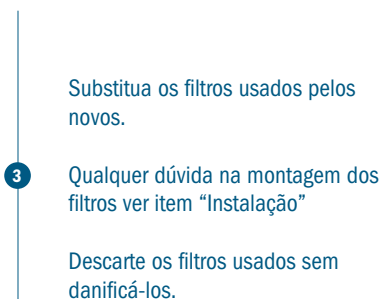 Substitua os filtros usados pelos
novos.
3
Qualquer dúvida na montagem dos
filtros ver item “Instalação”
Descarte os filtros usados sem
danificá-los.